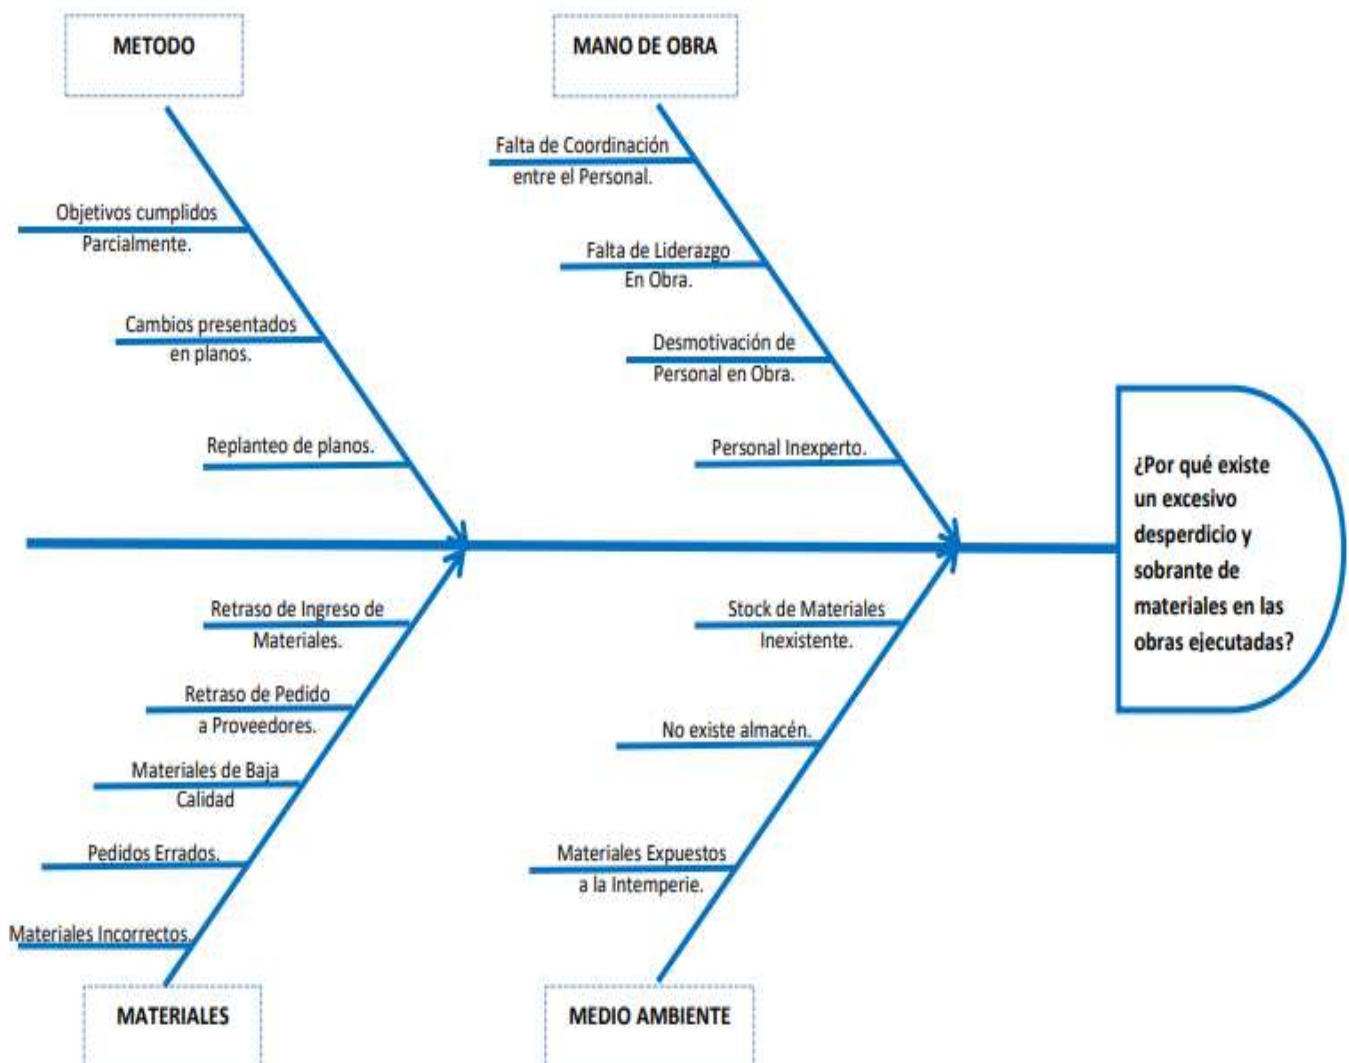 METODO
MANO DE OBRA
Falta de Coordinación
entre el Personal.
Objetivos cumplidos
Parcialmente.
Falta de Liderazgo
En Obra.
Cambios presentados
en planos.
Desmotivación de
Personal en Obra.
Replanteo de planos.
Personal Inexperto.
¿Por qué existe
un excesivo
desperdicio y
sobrante de
materiales en las
obras ejecutadas?
Retraso de Ingreso de
Materiales.
Stock de Materiales
Inexistente.
Retraso de Pedido
a Proveedores.
No existe almacén.
Materiales de Baja
Calidad
Pedidos Errados.
Materiales Expuestos
a la Intemperie.
Materiales Incorrectos.
MATERIALES
MEDIO AMBIENTE